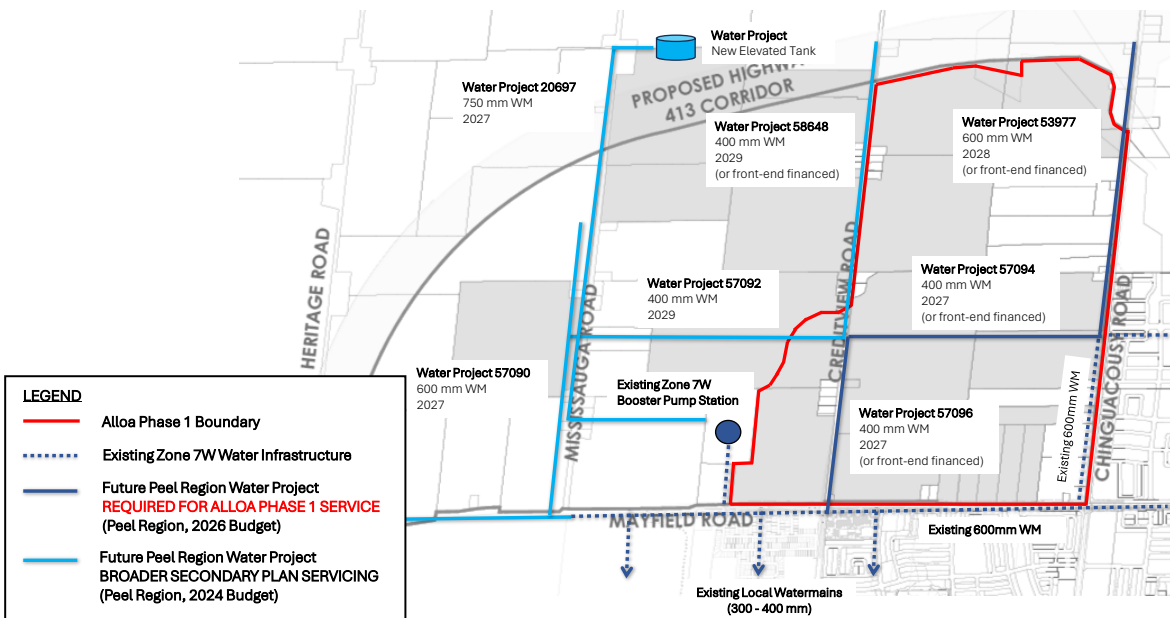 Water Project
New Elevated Tank
PROPOSED HIGHW
413 CORRIDOR
Water Project 20697
750 mm WM
2027
Water Project 58648
400 mm WM
2029
(or front-end financed)
Water Project 53977
600 mm WM
2028
(or front-end financed)
HERITAGE ROAD
MISSISSAUGA ROAD
CREDITVIEW ROAD
CHINGUACOUSY ROAD
Water Project 57092
400 mm WM
2029
Water Project 57094
400 mm WM
2027
(or front-end financed)
Water Project 57090
600 mm WM
2027
Existing Zone 7W
Booster Pump Station
Water Project 57096
400 mm WM
2027
(or front-end financed)
Existing 600mm WM
MAYFIELD ROAD
Existing 600mm WM
Existing Local Watermains
(300 - 400 mm)
LEGEND
Alloa Phase 1 Boundary
Existing Zone 7W Water Infrastructure
Future Peel Region Water Project
REQUIRED FOR ALLOA PHASE 1 SERVICE
(Peel Region, 2026 Budget)
Future Peel Region Water Project
BROADER SECONDARY PLAN SERVICING
(Peel Region, 2024 Budget)